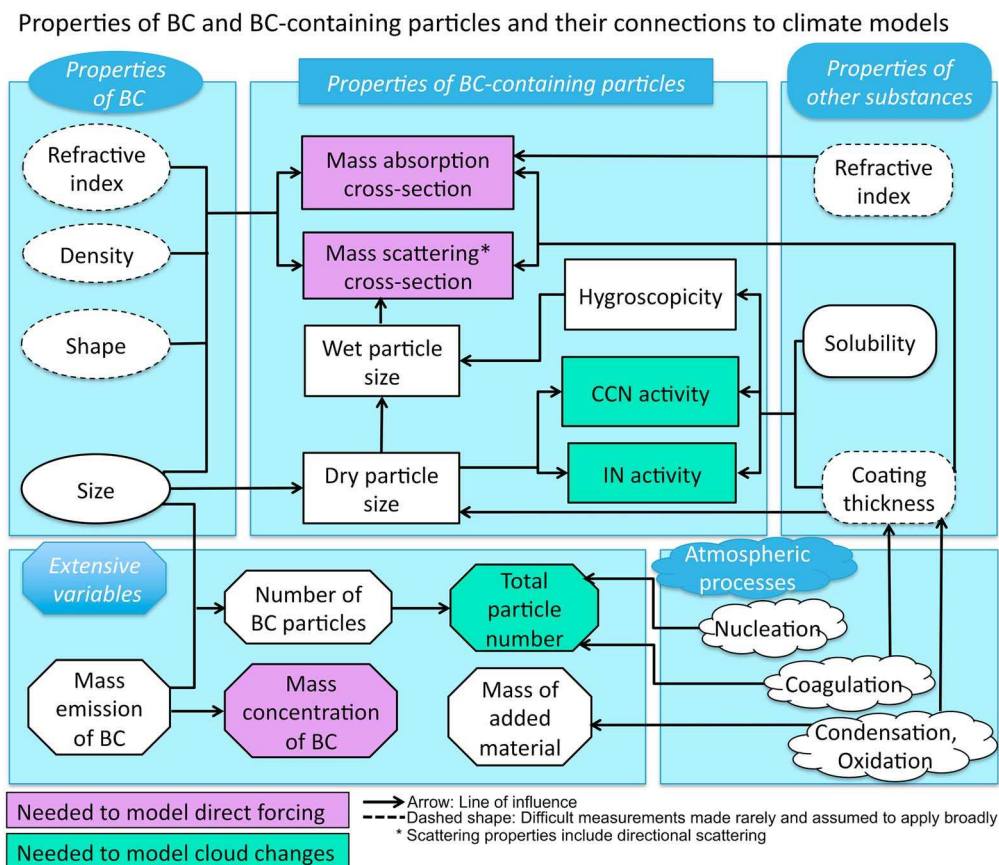 Properties of BC and BC-containing particles and their connections to climate models
Properties
of BC
Properties of BC-containing particles
Properties of
other substances
Refractive
index
Density
Shape
Size
Mass absorption
cross-section
Mass scattering*
cross-section
Hygroscopicity
Wet particle
size
CCN activity
Dry particle
size
IN activity
Refractive
index
Solubility
Coating
thickness
Extensive
variables
Number of
BC particles
Total
particle
number
Mass
emission
of BC
Mass
concentration
of BC
Mass of
added
material
Atmospheric
processes
Nucleation
Coagulation
Condensation,
Oxidation
Needed to model direct forcing
Needed to model cloud changes
Arrow: Line of influence
Dashed shape: Difficult measurements made rarely and assumed to apply broadly
* Scattering properties include directional scattering